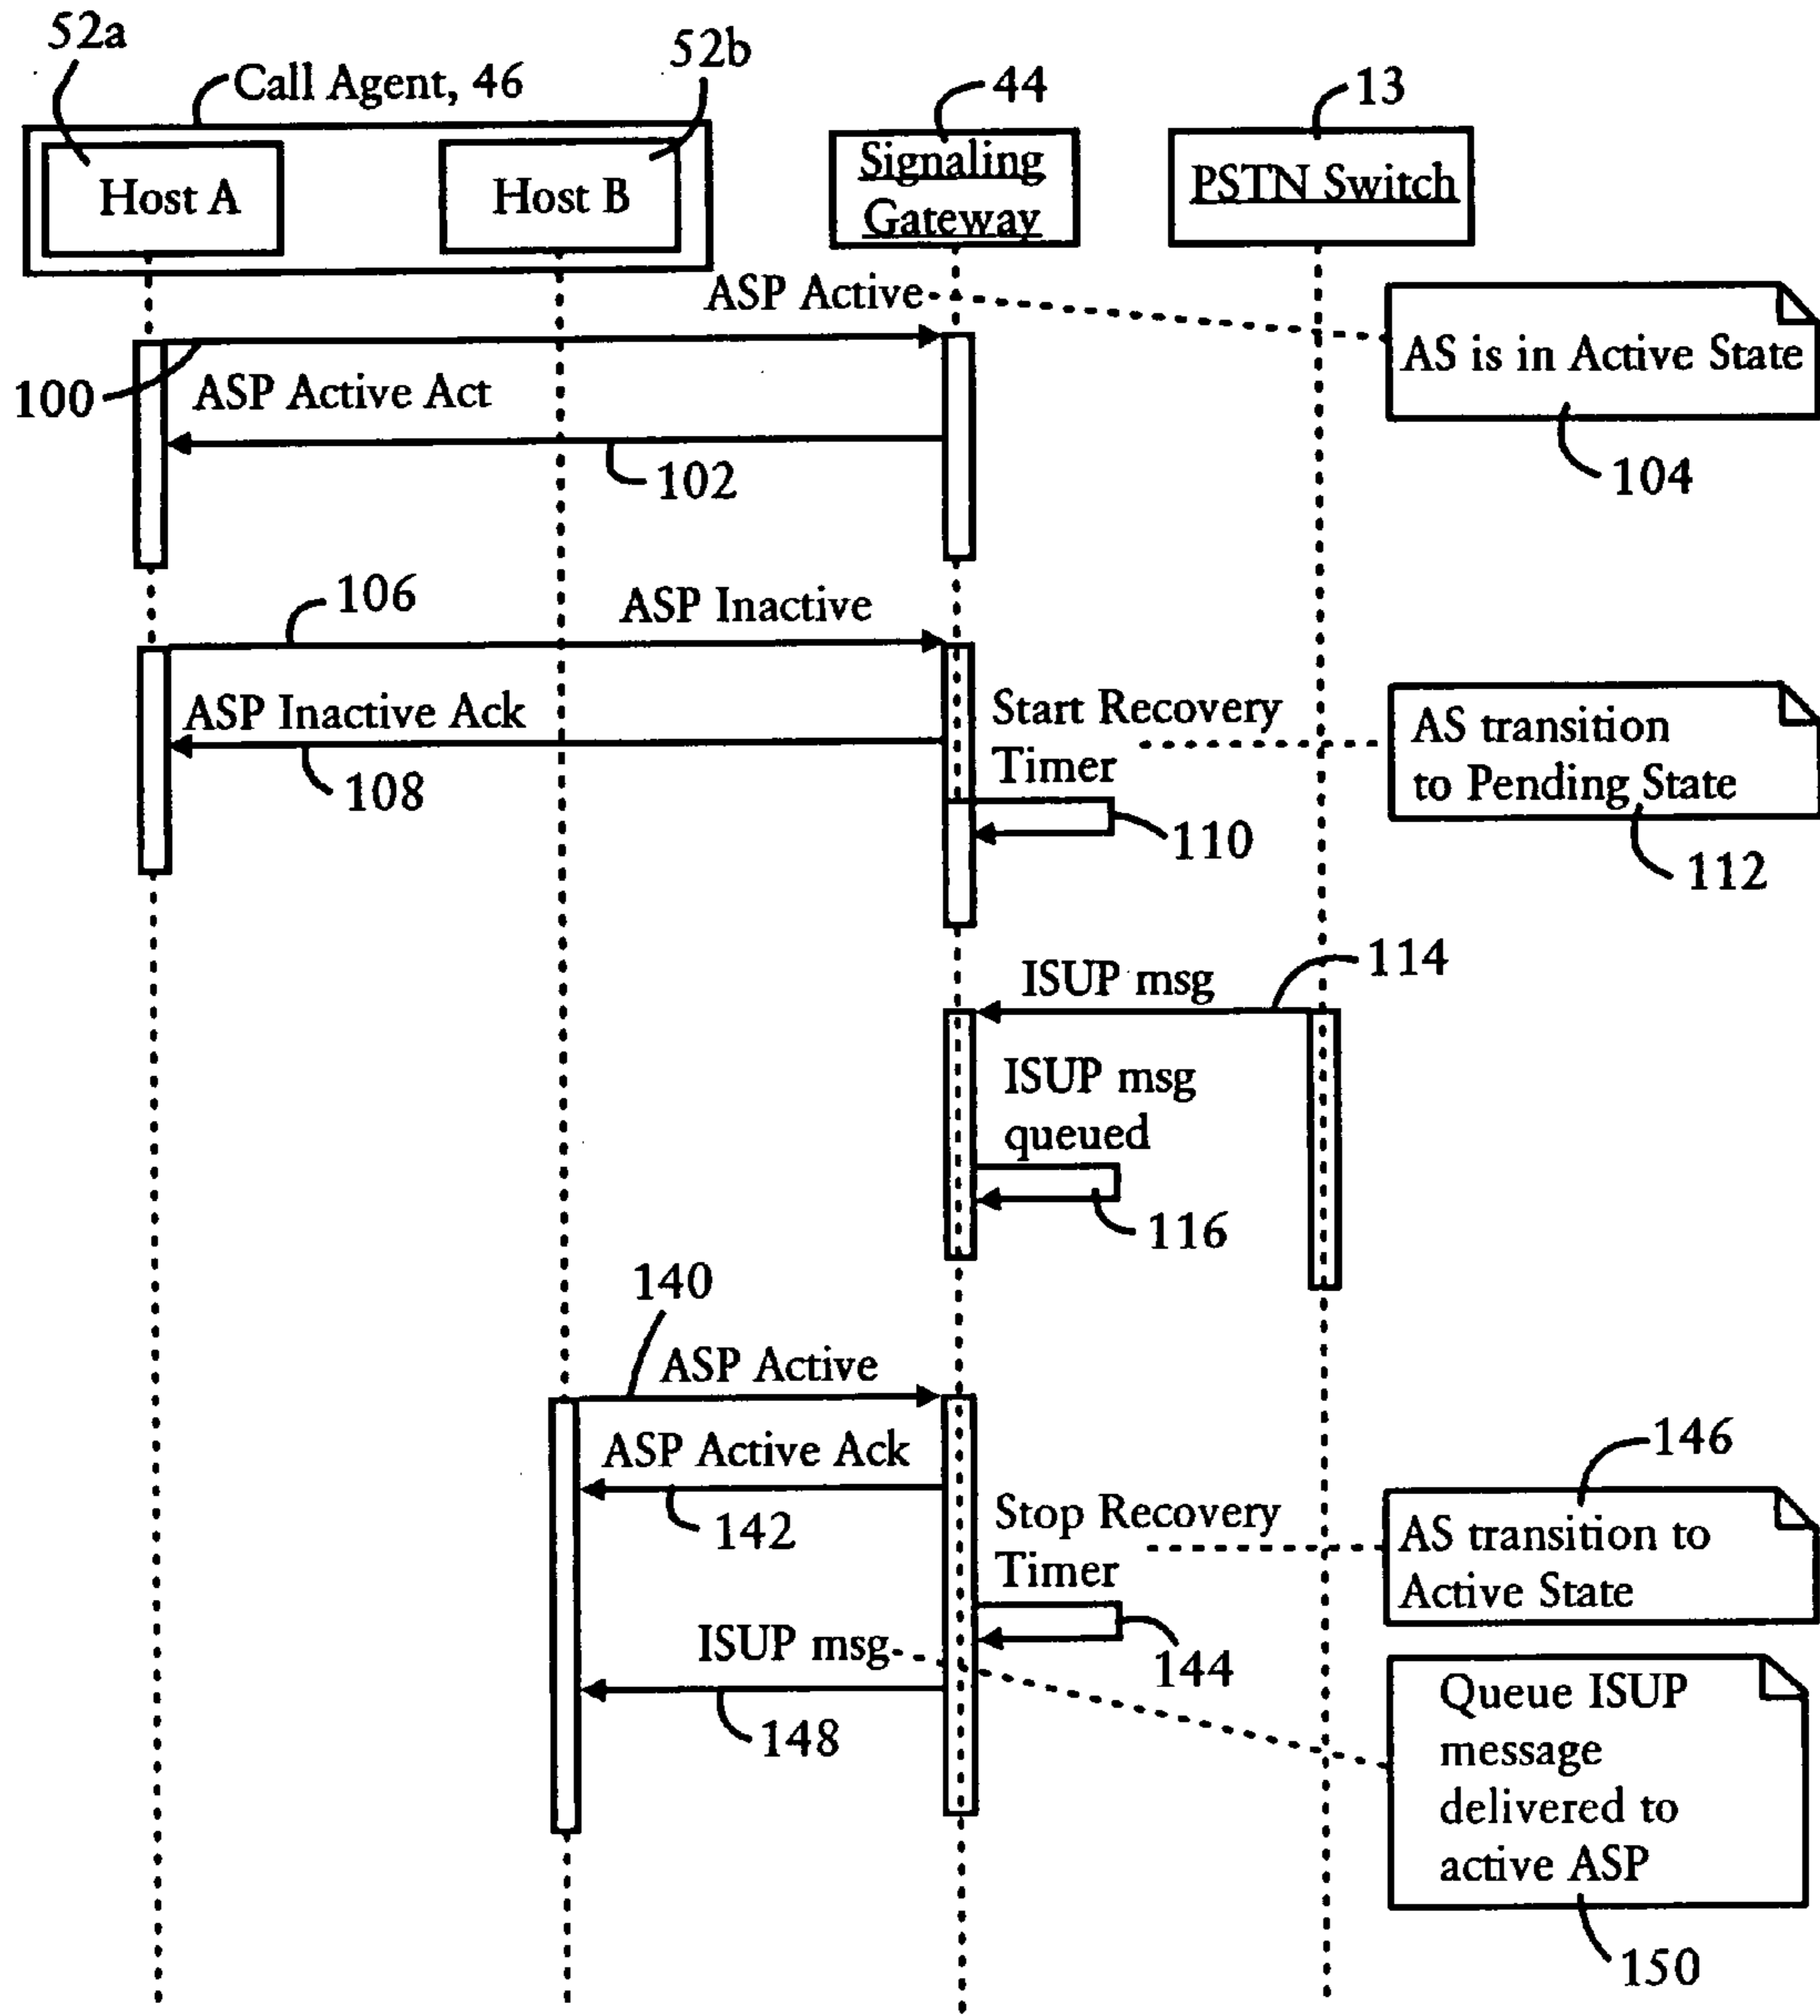 52a
Call Agent, 46
52b
44
13
Host A
Host B
Signaling
Gateway
PSTN Switch
ASP Active
AS is in Active State
100
ASP Active Act
102
104
106
ASP Inactive
ASP Inactive Ack
108
Start Recovery
Timer
110
AS transition
to Pending State
112
ISUP msg
114
ISUP msg
queued
116
140
ASP Active
ASP Active Ack
142
Stop Recovery
Timer
146
AS transition to
Active State
144
ISUP msg
148
Queue ISUP
message
delivered to
active ASP
150